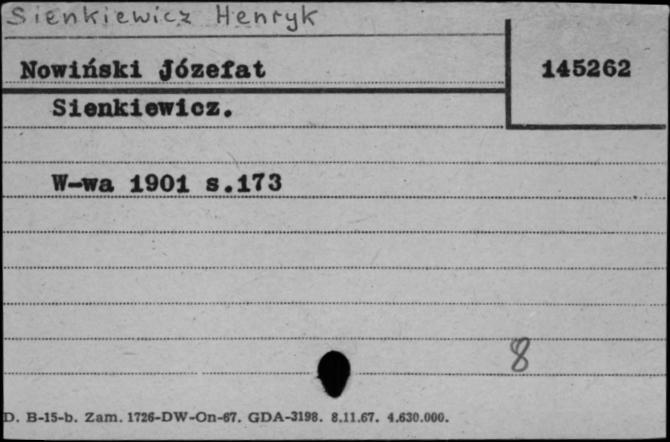 Sienkiewicz Henryk
Nowiński Józefat
145262
Sienkiewicz.
W-wa 1901 s.173
8
D. B-15-b. Zam. 1726-DW-On-67. GDA-3198. 8.11.67. 4.630.000.